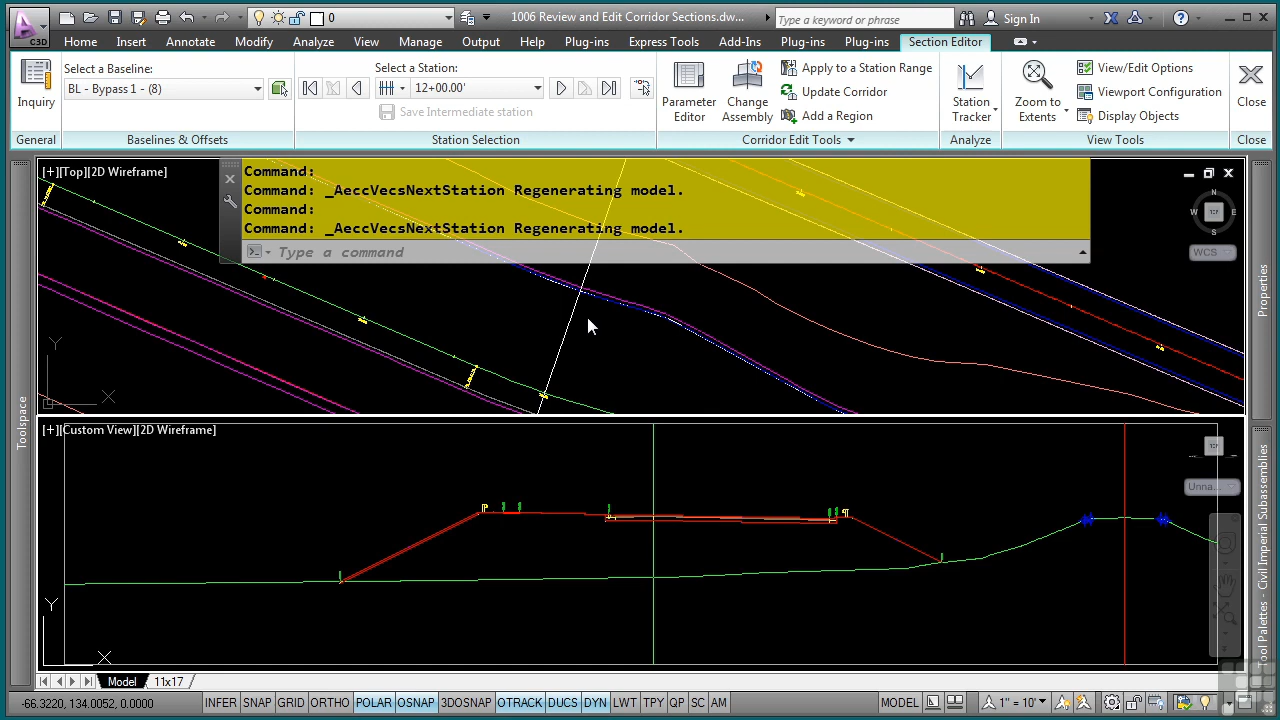 0
1006 Review and Edit Corridor Sections.dw...
Type a keyword or phrase
Sign In
C3D
Home Insert Annotate Modify Analyze View Manage Output Help Plug-ins Express Tools Add-Ins Plug-ins Plug-ins Section Editor
Inquiry
General
Select a Baseline:
BL - Bypass 1 - (8)
Baselines & Offsets
Select a Station:
12+00.00'
Save Intermediate station
Station Selection
Parameter
Editor
Change
Assembly
Apply to a Station Range
Update Corridor
Add a Region
Corridor Edit Tools
Station
Tracker
Analyze
Zoom to
Extents
View/Edit Options
Viewport Configuration
Display Objects
View Tools
Close
Close
[+][Top][2D Wireframe]
Command:
Command: _AeccVecsNextStation Regenerating model.
Command:
Command: _AeccVecsNextStation Regenerating model.
Type a command
N
W TOP E
S
WCS
Y
X
Toolspace
Properties
[+][Custom View][2D Wireframe]
TOP
Unna...
Y
X
Tool Palettes - Civil Imperial Subassemblies
Model 11x17
-66.3220, 134.0052, 0.0000
INFER SNAP GRID ORTHO POLAR OSNAP 3DOSNAP OTRACK DUCS DYN LWT TPY QP SC AM
MODEL
1" = 10'